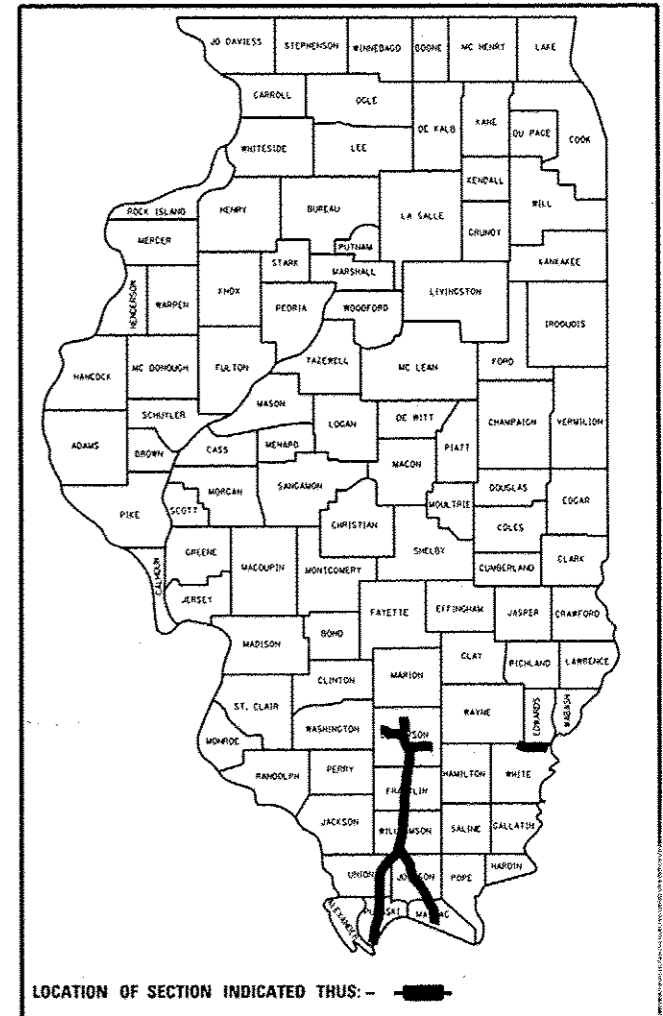 JO DAVIESS STEPHENSON WINNEBAGO BOONE MC HENRY LAKE
CARROLL OGLE DE KALB KANE DU PAGE COOK
WHITESIDE LEE
KENDALL WILL
ROCK ISLAND HENRY BUREAU LA SALLE GRUNDY
MERCER PUTNAM
STARK MARSHALL KANKAKEE
HENDERSON WARREN KNOX PEORIA WOODFORD LIVINGSTON IROQUOIS
HANCOCK MC DONOUGH FULTON TAZEWELL MC LEAN FORD
SCHUYLER MASON LOGAN DE WITT CHAMPAIGN VERMILION
ADAMS BROWN CASS MENARD PIATT
MACON
PIKE SCOTT MORGAN SANGAMON MOULTRIE DOUGLAS EDGAR
CHRISTIAN COLES
CALHOUN GREENE MACOUPIN MONTGOMERY SHELBY CUMBERLAND CLARK
JERSEY FAYETTE EFFINGHAM JASPER CRAWFORD
MADISON BOND
CLAY RICHLAND LAWRENCE
CLINTON MARION
ST. CLAIR WAYNE EDWARDS WABASH
MONROE WASHINGTON
RANDOLPH PERRY HAMILTON WHITE
JACKSON SALINE GALLATIN
UNION POPE HARDIN
ALEXANDER
LOCATION OF SECTION INDICATED THUS: -